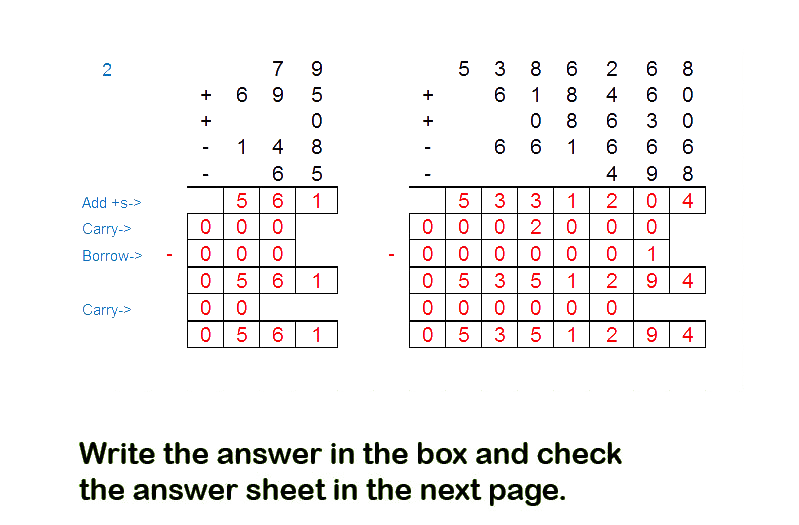 2 7 9 5 3 8 6 2 6 8
+ 6 9 5 + 6 1 8 4 6 0
+ 0 + 0 8 6 3 0
- 1 4 8 - 6 6 1 6 6 6
- 6 5 - 4 9 8
Add +s-> 5 6 1 5 3 3 1 2 0 4
Carry-> 0 0 0 0 0 0 2 0 0 0
Borrow-> - 0 0 0 - 0 0 0 0 0 0 1
0 5 6 1 0 5 3 5 1 2 9 4
Carry-> 0 0 0 0 0 0 0 0
0 5 6 1 0 5 3 5 1 2 9 4
Write the answer in the box and check
the answer sheet in the next page.